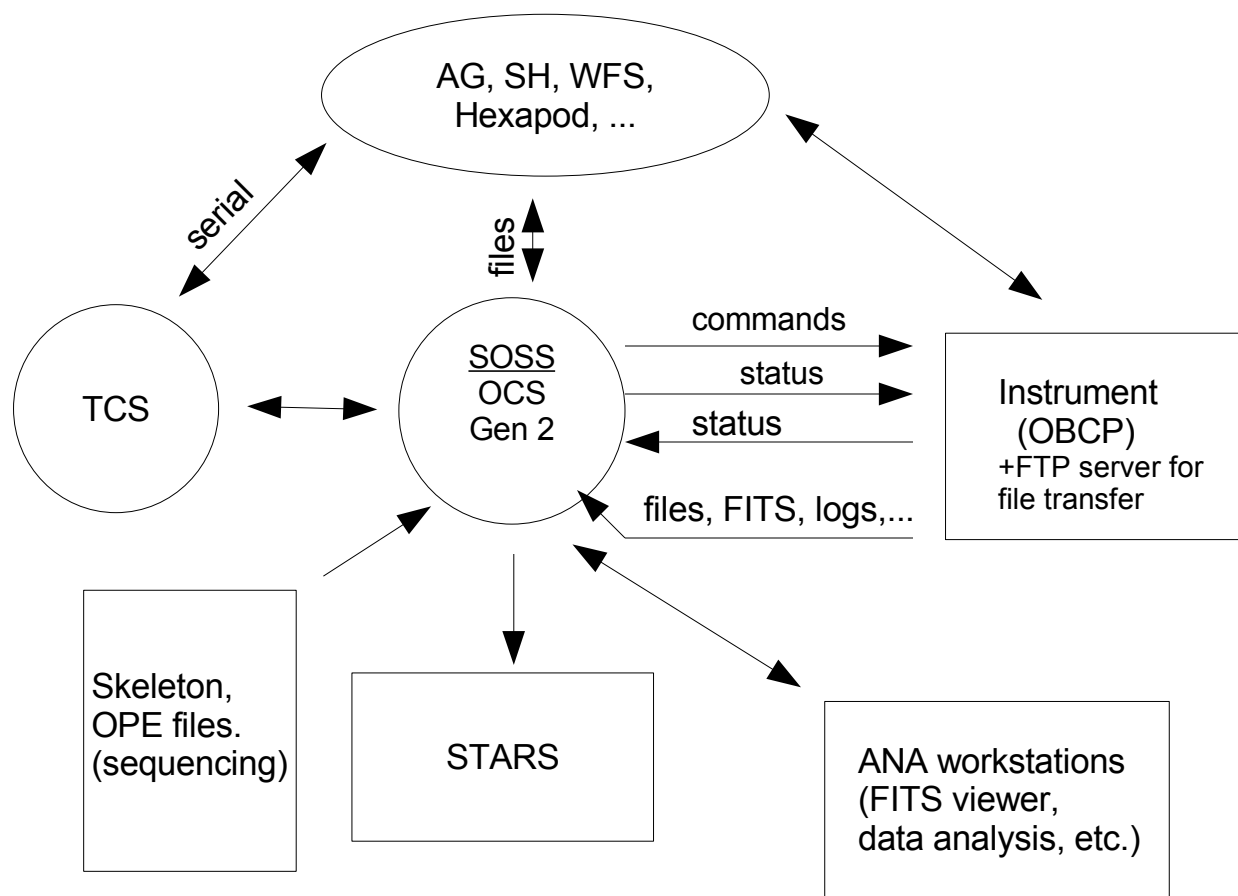 AG, SH, WFS,
Hexapod, ...
serial
files
commands
SOSS
OCS
Gen 2
status
TCS
Instrument
(OBCP)
+FTP server for
file transfer
status
files, FITS, logs,...
Skeleton,
OPE files.
(sequencing)
STARS
ANA workstations
(FITS viewer,
data analysis, etc.)